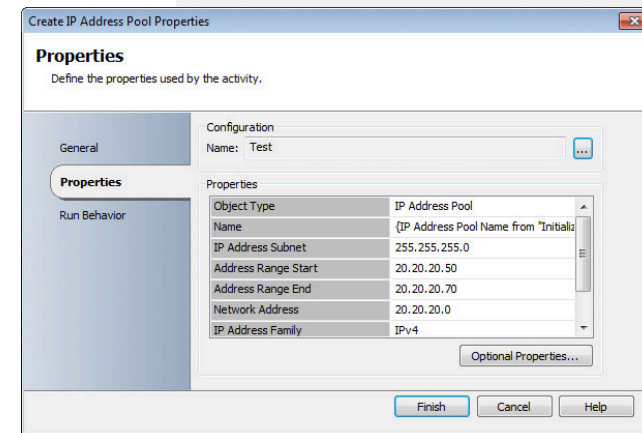 Create IP Address Pool Properties
Properties
Define the properties used by the activity.
General
Properties
Run Behavior
Configuration
Name: Test
...
Properties
Object Type IP Address Pool
Name {IP Address Pool Name from "Initializ
IP Address Subnet 255.255.255.0
Address Range Start 20.20.20.50
Address Range End 20.20.20.70
Network Address 20.20.20.0
IP Address Family IPv4
Optional Properties...
Finish Cancel Help